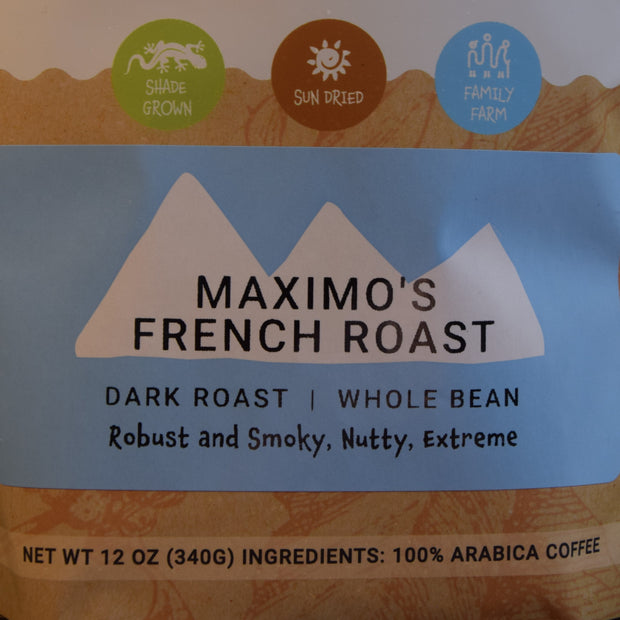 SHADE
GROWN
SUN DRIED
FAMILY
FARM
MAXIMO'S
FRENCH ROAST
DARK ROAST | WHOLE BEAN
Robust and Smoky, Nutty, Extreme
NET WT 12 OZ (340G) INGREDIENTS: 100% ARABICA COFFEE